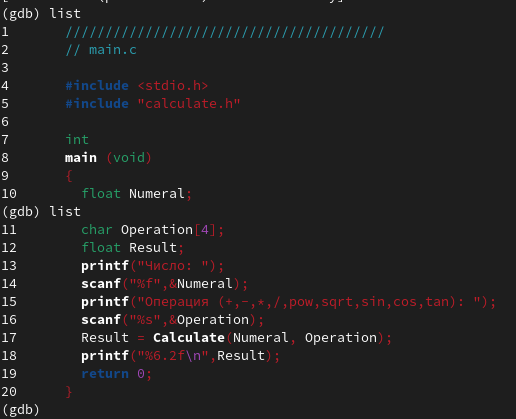 (gdb) list
1       ////////////////////////////////////////
2       // main.c
3
4       #include <stdio.h>
5       #include "calculate.h"
6
7       int
8       main (void)
9       {
10        float Numeral;
(gdb) list
11        char Operation[4];
12        float Result;
13        printf("Число: ");
14        scanf("%f",&Numeral);
15        printf("Операция (+,-,*,/,pow,sqrt,sin,cos,tan): ");
16        scanf("%s",&Operation);
17        Result = Calculate(Numeral, Operation);
18        printf("%6.2f\n",Result);
19        return 0;
20      }
(gdb)